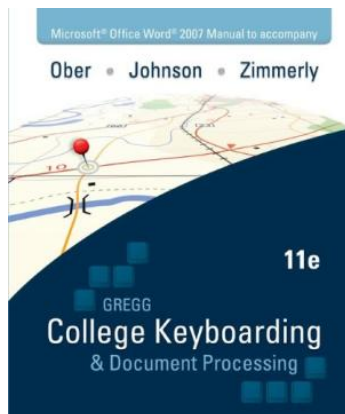 Microsoft® Office Word® 2007 Manual to accompany
Ober • Johnson • Zimmerly
10
11e
GREGG
College Keyboarding
& Document Processing